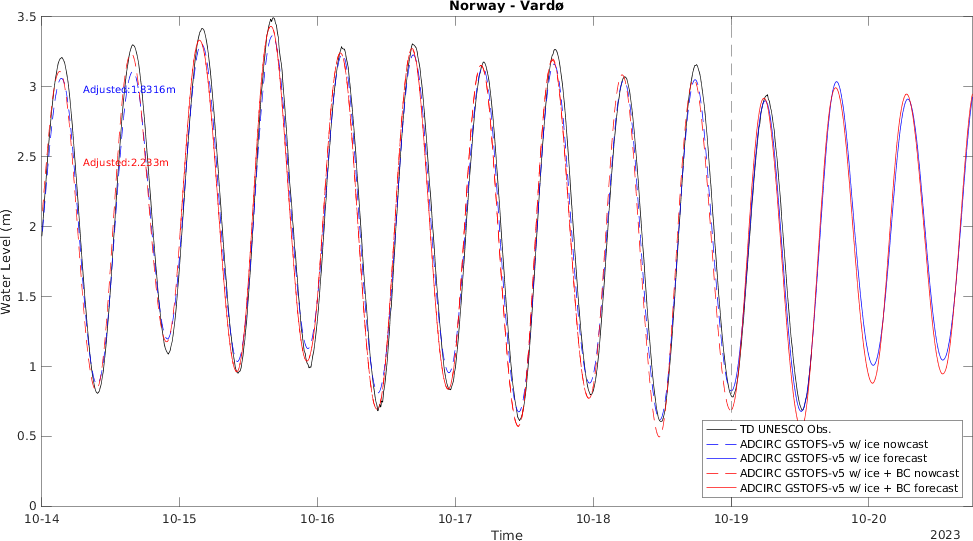 Norway - Vardø
3.5
3
2.5
2
1.5
1
0.5
0
Water Level (m)
Adjusted:1.8316m
Adjusted:2.233m
TD UNESCO Obs.
ADCIRC GSTOFS-v5 w/ ice nowcast
ADCIRC GSTOFS-v5 w/ ice forecast
ADCIRC GSTOFS-v5 w/ ice + BC nowcast
ADCIRC GSTOFS-v5 w/ ice + BC forecast
10-14 10-15 10-16 10-17 10-18 10-19 10-20
Time
2023